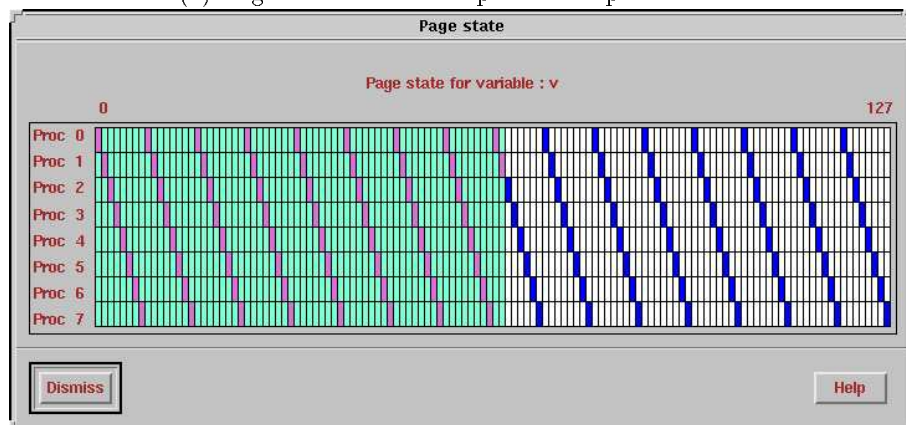 Page state
Page state for variable : v
0 127
Proc 0
Proc 1
Proc 2
Proc 3
Proc 4
Proc 5
Proc 6
Proc 7
Dismiss Help